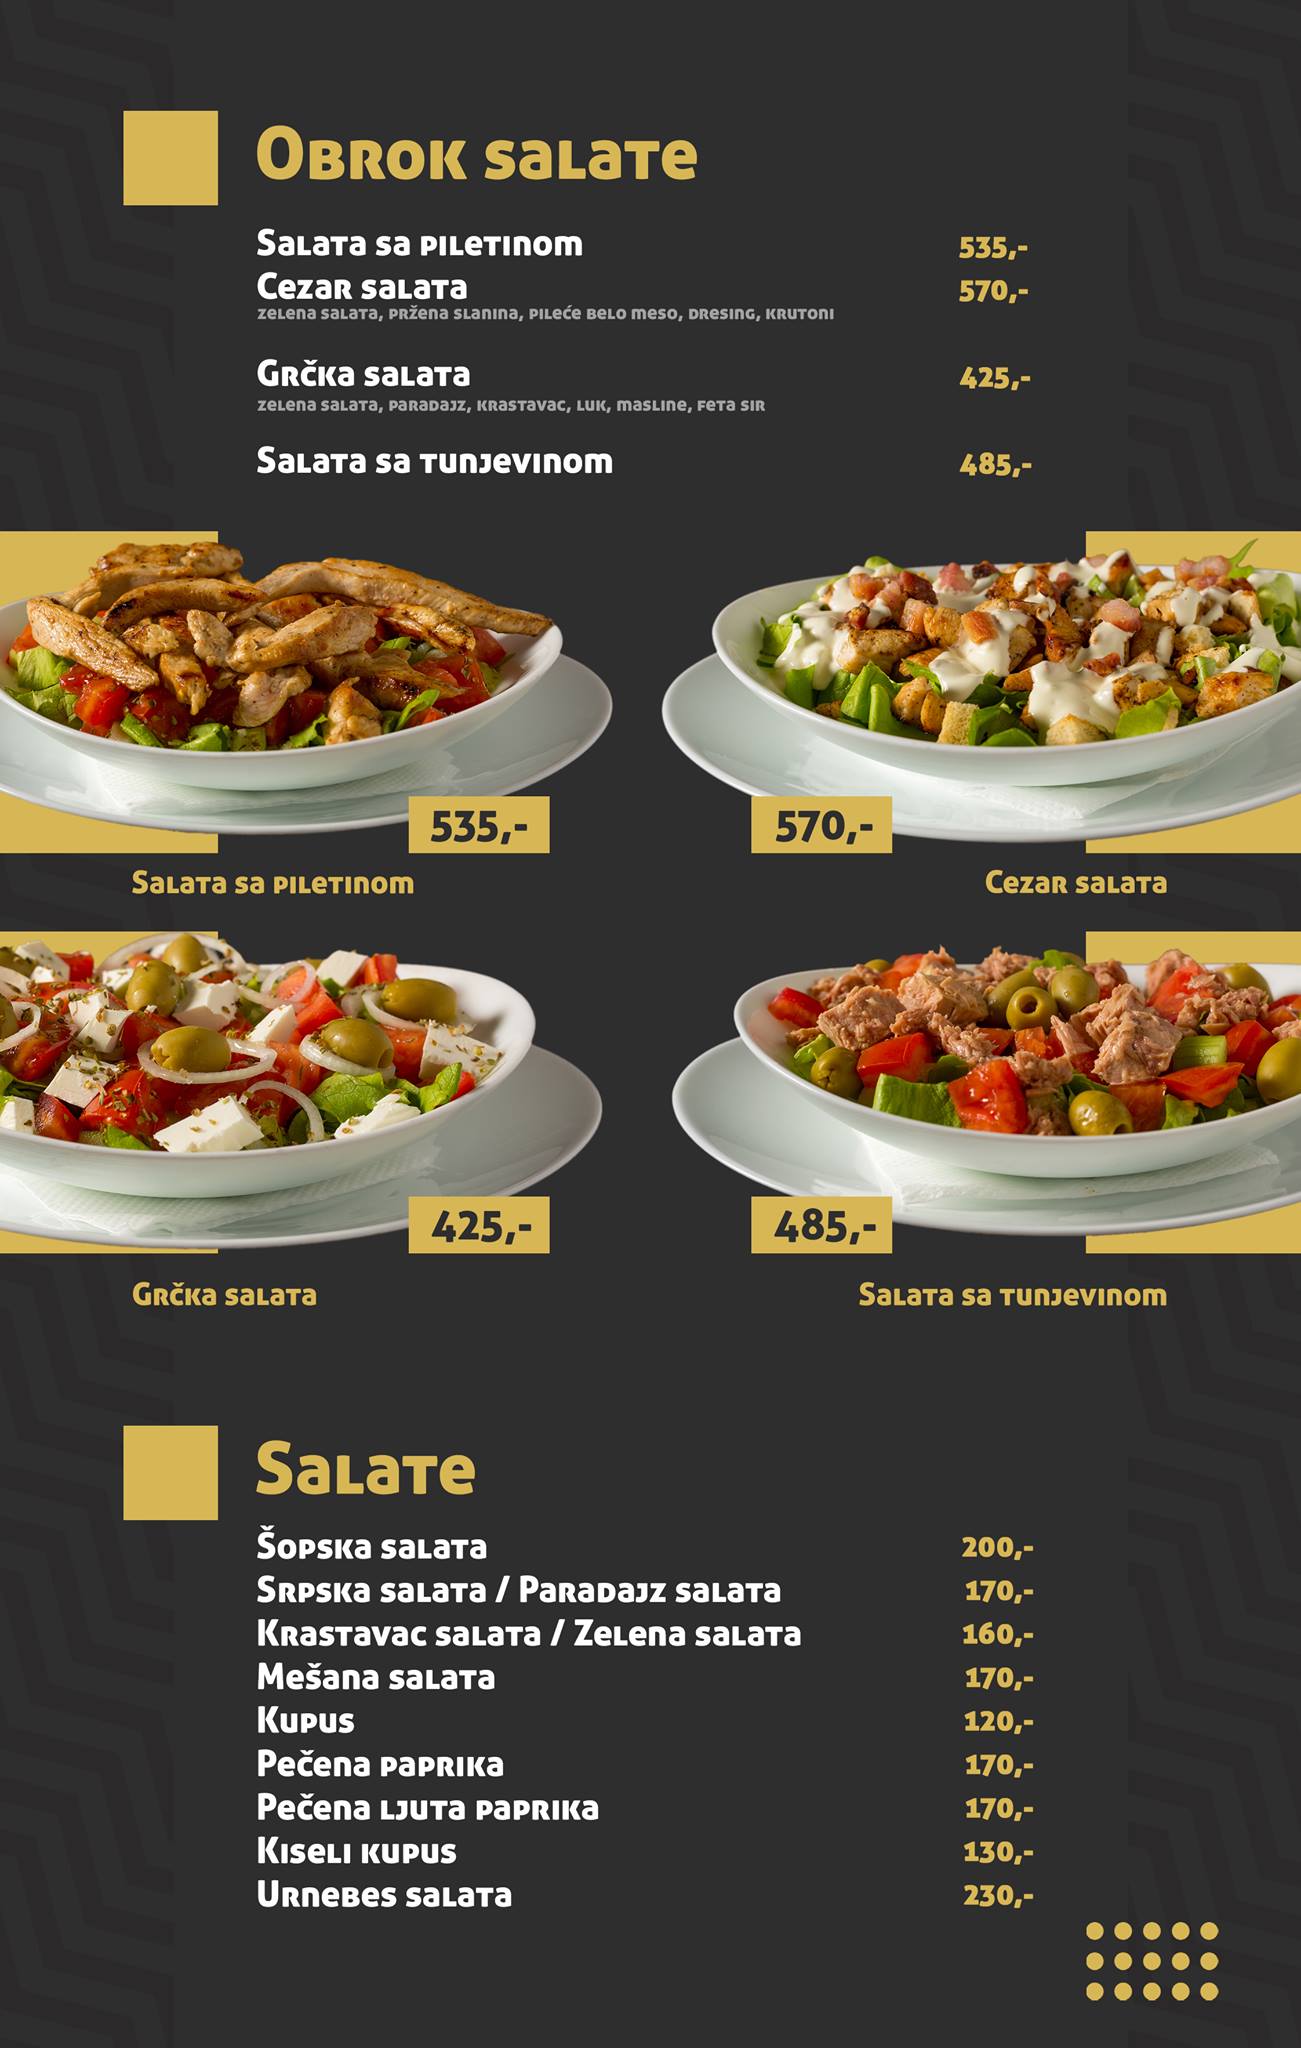 Obrok salate
Salata sa piletinom 535,-
Cezar salata 570,-
zelena salata, pržena slanina, pileće belo meso, dresing, krutoni
Grčka salata 425,-
zelena salata, paradajz, krastavac, luk, masline, feta sir
Salata sa tunjevinom 485,-
535,- 570,-
Salata sa piletinom Cezar salata
425,- 485,-
Grčka salata Salata sa tunjevinom
Salate
Šopska salata 200,-
Srpska salata / Paradajz salata 170,-
Krastavac salata / Zelena salata 160,-
Mešana salata 170,-
Kupus 120,-
Pečena paprika 170,-
Pečena ljuta paprika 170,-
Kiseli kupus 130,-
Urnebes salata 230,-